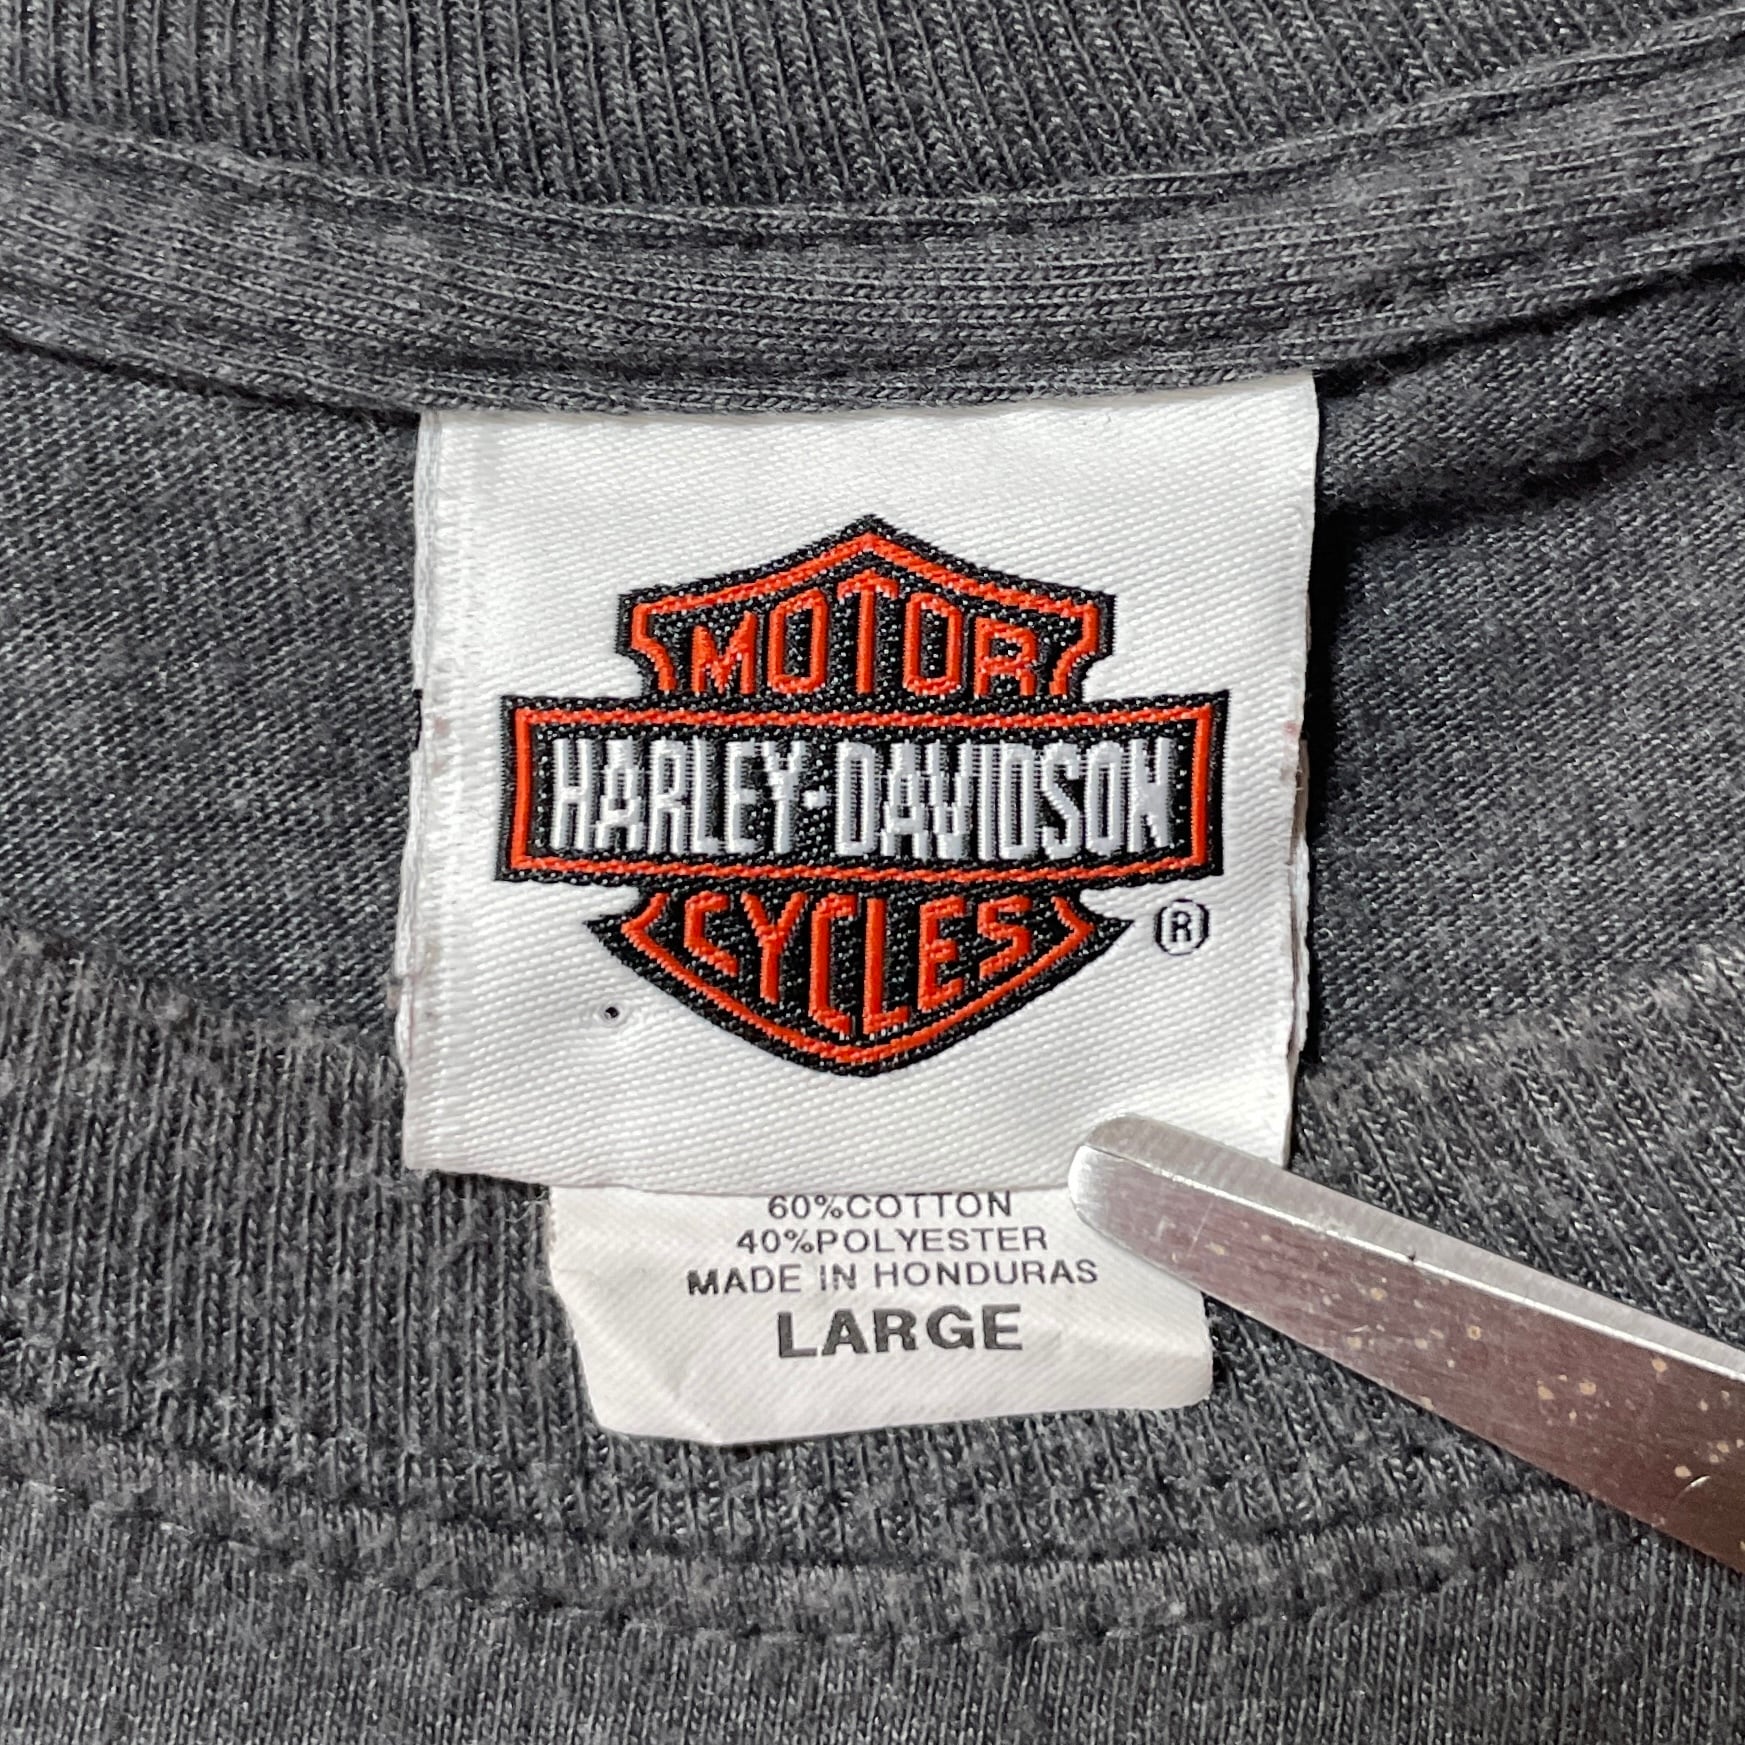 MOTOR
HARLEY-DAVIDSON
CYCLES
®
60%COTTON
40%POLYESTER
MADE IN HONDURAS
LARGE